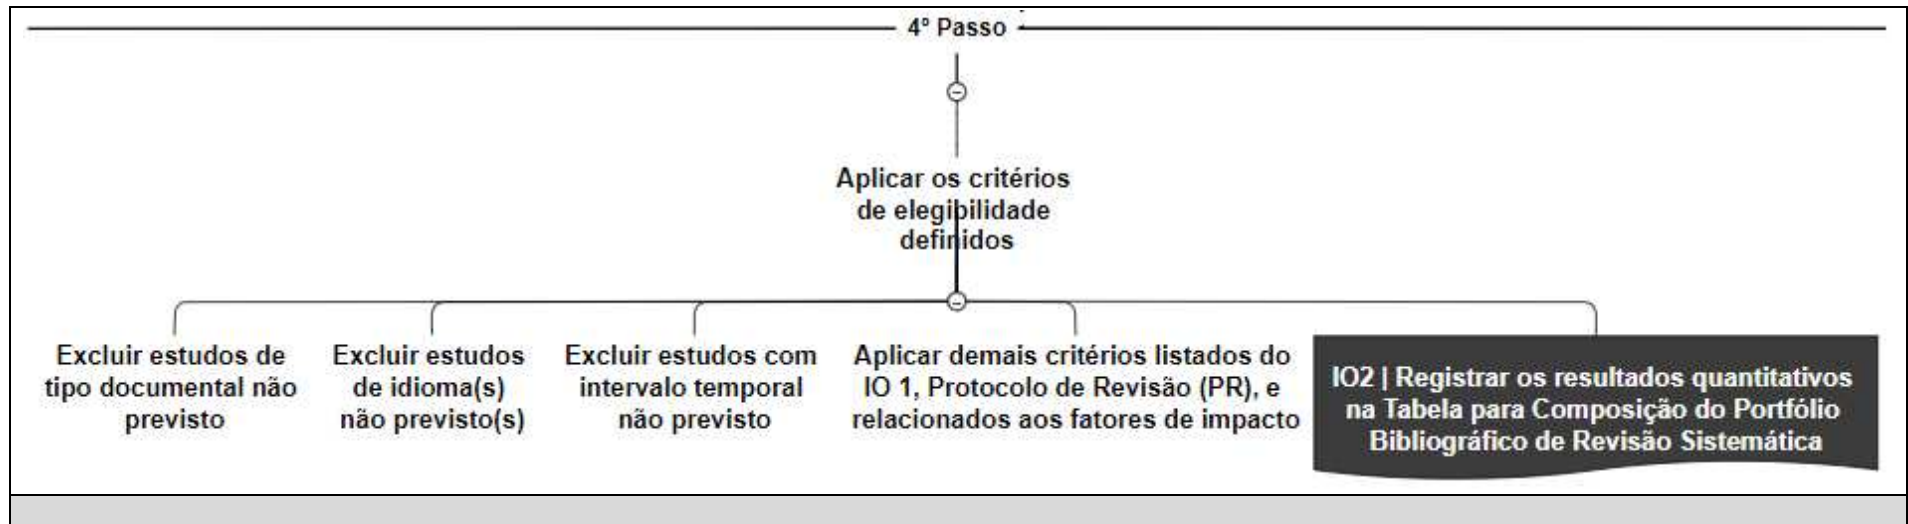 4º Passo
Aplicar os critérios
de elegibilidade
definidos
Excluir estudos de
tipo documental não
previsto
Excluir estudos
de idioma(s)
não previsto(s)
Excluir estudos com
intervalo temporal
não previsto
Aplicar demais critérios listados do
IO 1, Protocolo de Revisão (PR), e
relacionados aos fatores de impacto
IO2 | Registrar os resultados quantitativos
na Tabela para Composição do Portfólio
Bibliográfico de Revisão Sistemática